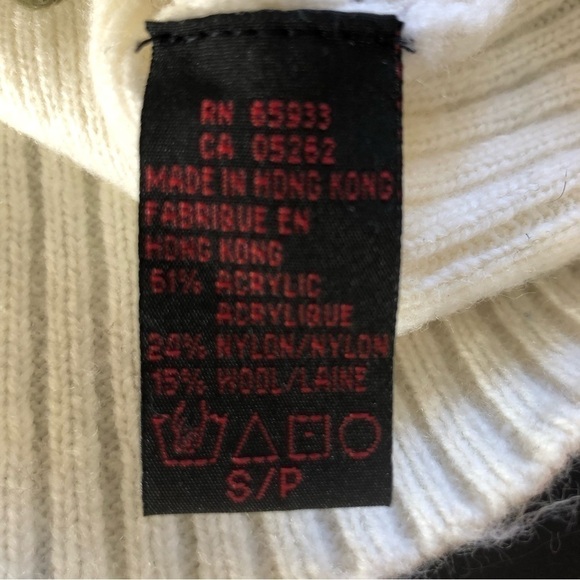 RN 65933
CA 05262
MADE IN HONG KONG
FABRIQUE EN
HONG KONG
61% ACRYLIC
ACRYLIQUE
24% NYLON/NYLON
15% WOOL/LAINE
S/P